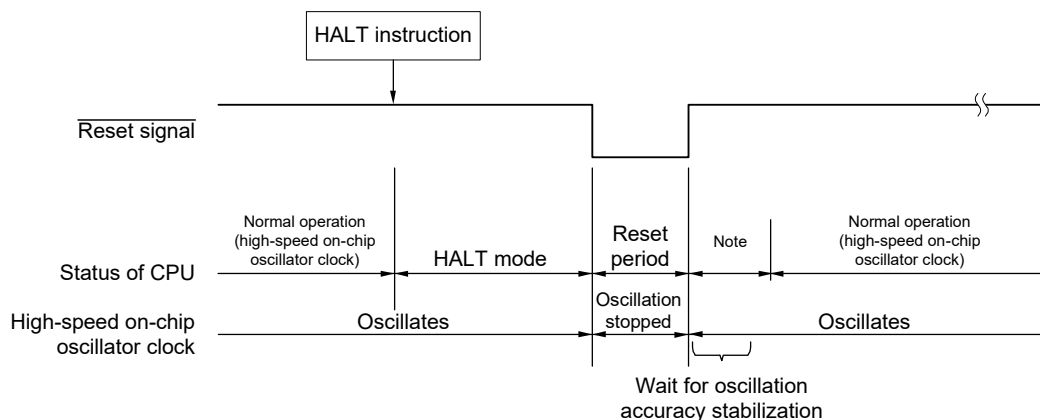 HALT instruction
Reset signal
Normal operation
(high-speed on-chip
oscillator clock)
Reset
period
Note
Normal operation
(high-speed on-chip
oscillator clock)
Status of CPU
HALT mode
High-speed on-chip
oscillator clock
Oscillates
Oscillation
stopped
Oscillates
Wait for oscillation
accuracy stabilization